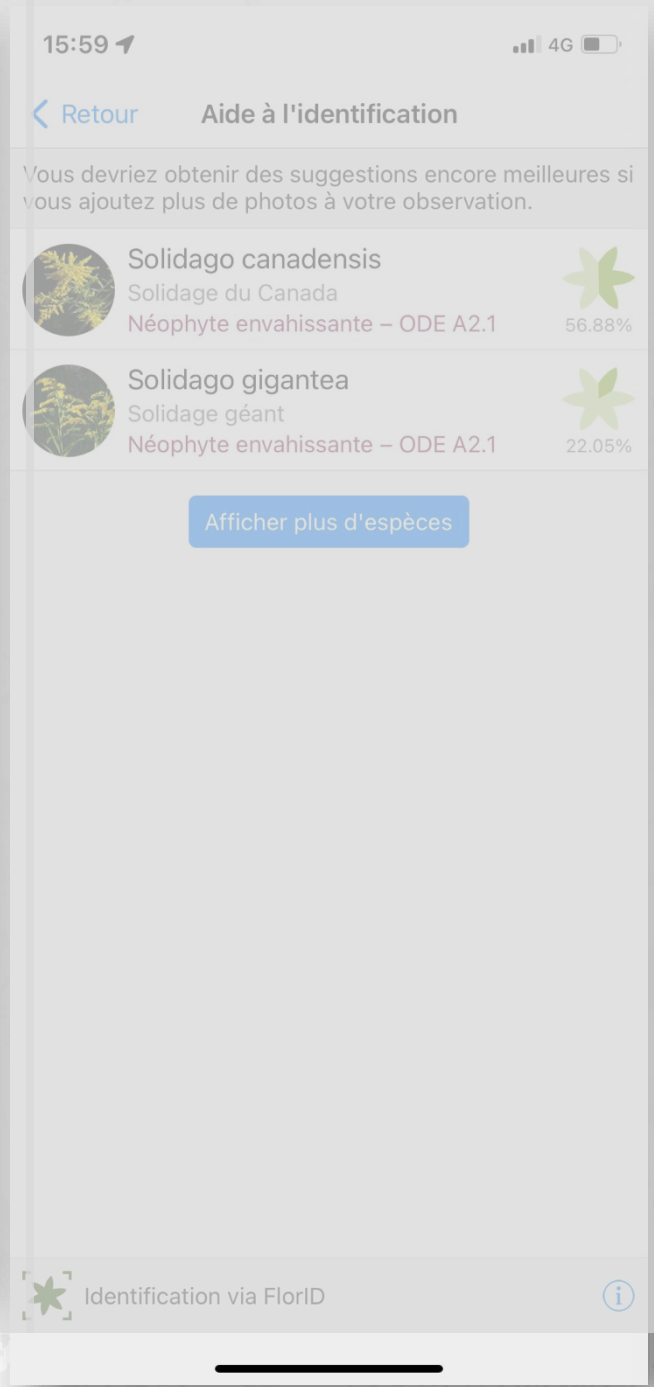 15:59
4G
Retour
Aide à l'identification
Vous devriez obtenir des suggestions encore meilleures si
vous ajoutez plus de photos à votre observation.
Solidago canadensis
Solidage du Canada
Néophyte envahissante – ODE A2.1
56.88%
Solidago gigantea
Solidage géant
Néophyte envahissante – ODE A2.1
22.05%
Afficher plus d'espèces
Identification via FlorID